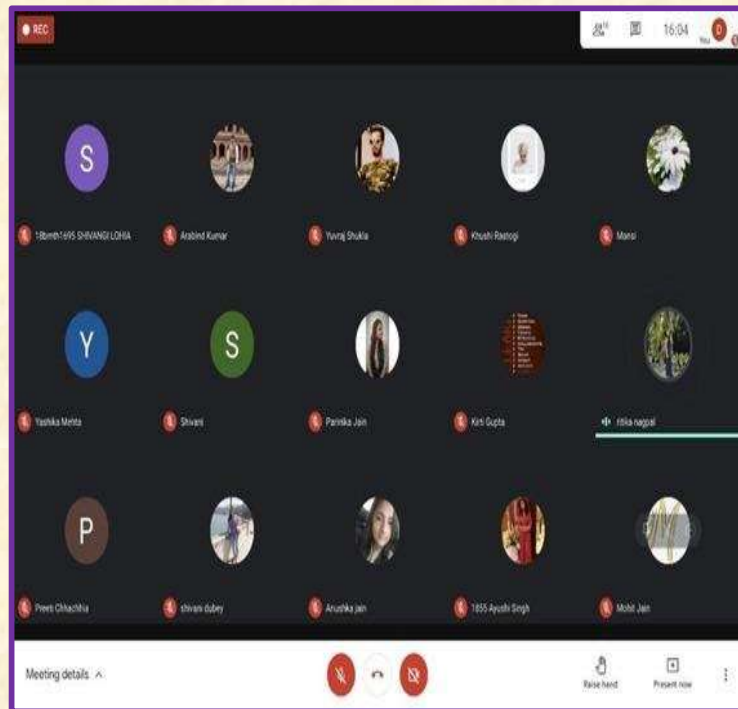 REC
16:04
You
D
S
18bmth1695 SHIVANGI LOHIA
Arabind Kumar
Yuvraj Shukla
Khushi Rastogi
Mansi
Y
Yashika Mehta
S
Shivani
Parinika Jain
Kirti Gupta
ritika nagpal
P
Preeti Chhachhia
shivani dubey
Anushka jain
1655 Ayushi Singh
M
Mohit Jain
Meeting details
Raise hand
Present now